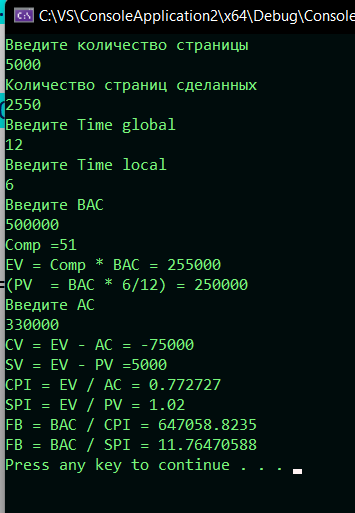 C:\VS\ConsoleApplication2\x64\Debug\Console
Введите количество страницы
5000
Количество страниц сделанных
2550
Введите Time global
12
Введите Time local
6
Введите BAC
500000
Comp =51
EV = Comp * BAC = 255000
(PV  = BAC * 6/12) = 250000
Введите AC
330000
CV = EV - AC = -75000
SV = EV - PV =5000
CPI = EV / AC = 0.772727
SPI = EV / PV = 1.02
FB = BAC / CPI = 647058.8235
FB = BAC / SPI = 11.76470588
Press any key to continue . . .